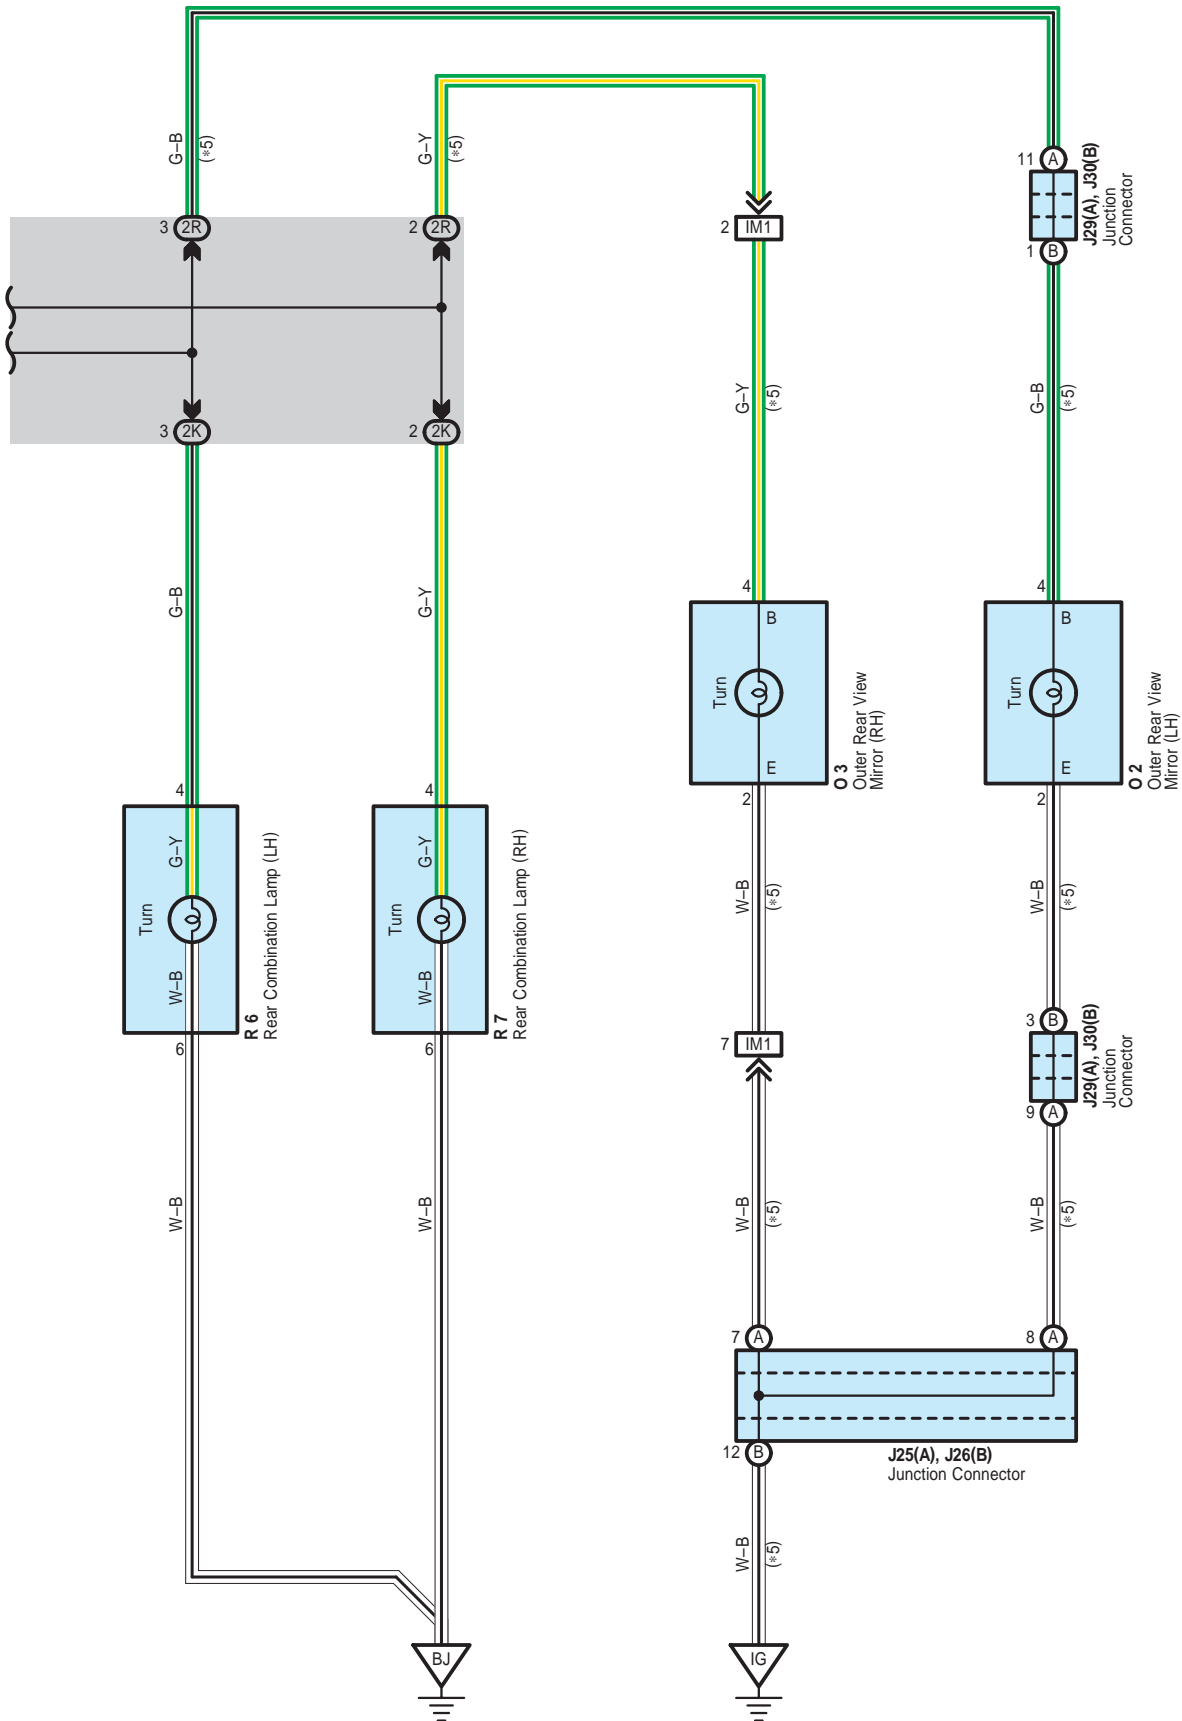 G–B
(*5)
G–Y
(*5)
11 A
J29(A), J30(B)
Junction
Connector
1 B
3 2R
2 2R
2 IM1
3 2K
2 2K
G–Y
(*5)
G–B
(*5)
G–B
G–Y
4
B
Turn
E
2
O 3
Outer Rear View
Mirror (RH)
4
B
Turn
E
2
O 2
Outer Rear View
Mirror (LH)
4
G–Y
Turn
W–B
6
R 6
Rear Combination Lamp (LH)
4
G–Y
Turn
W–B
6
R 7
Rear Combination Lamp (RH)
W–B
(*5)
W–B
(*5)
7 IM1
3 B
J29(A), J30(B)
Junction
Connector
9 A
W–B
W–B
W–B
(*5)
W–B
(*5)
7 A
8 A
12 B
J25(A), J26(B)
Junction Connector
W–B
(*5)
BJ
IG